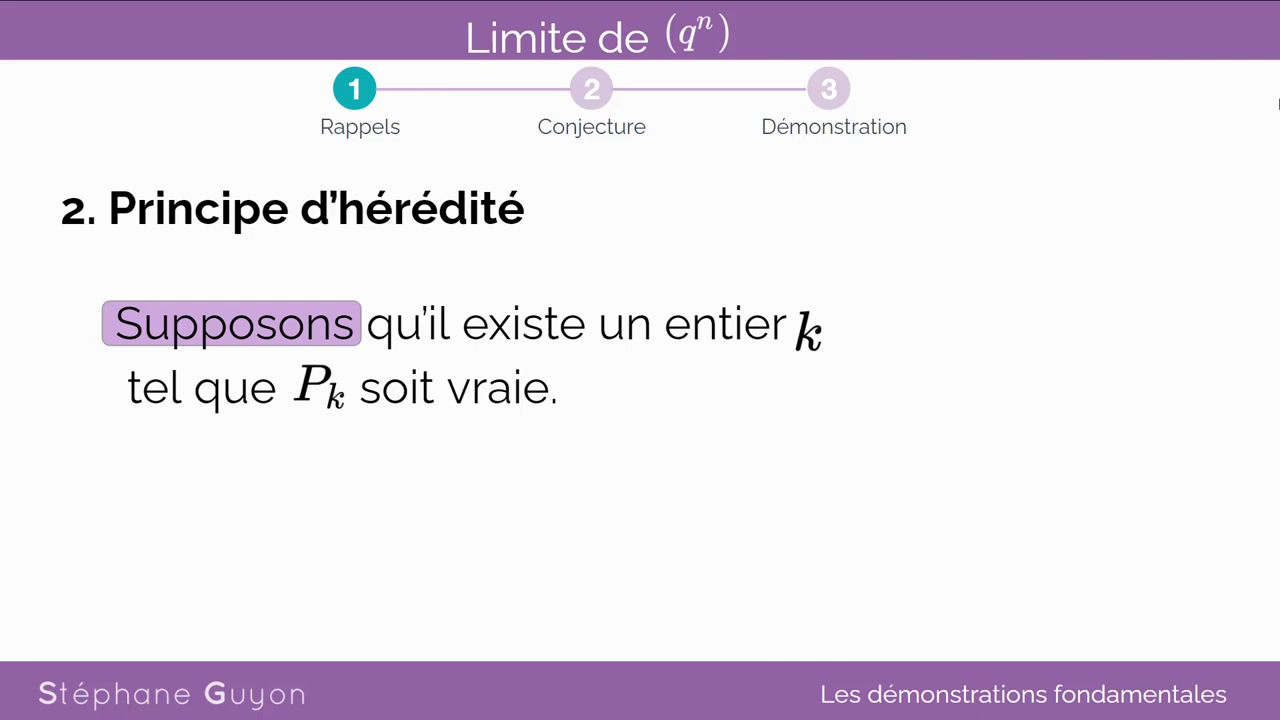 Limite de (qⁿ)
1 2 3
Rappels Conjecture Démonstration
2. Principe d'hérédité
Supposons qu'il existe un entier k
tel que Pₖ soit vraie.
Stéphane Guyon Les démonstrations fondamentales